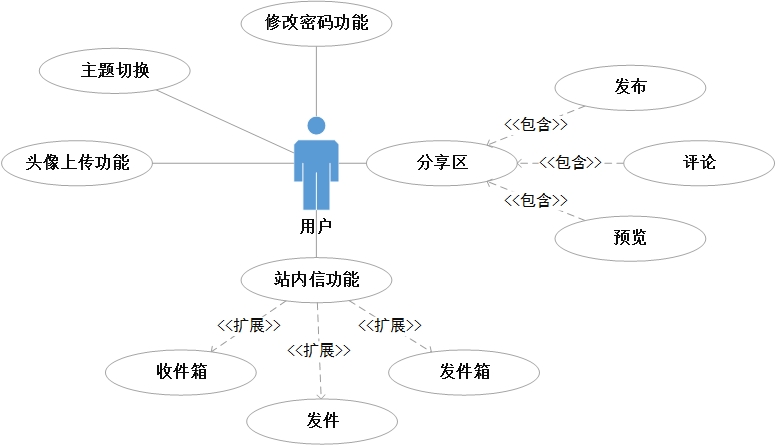 修改密码功能
主题切换
发布
<<包含>>
头像上传功能
分享区
<<包含>>
评论
<<包含>>
用户
预览
站内信功能
<<扩展>>
<<扩展>>
<<扩展>>
收件箱
发件箱
发件